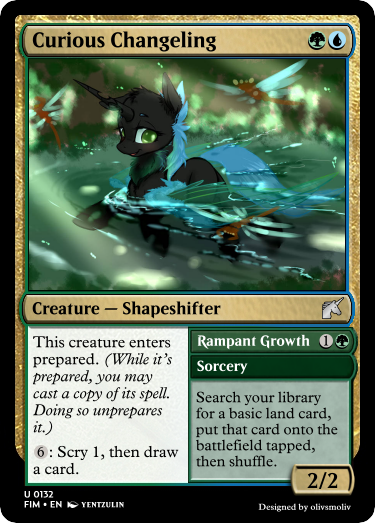 Curious Changeling
Creature — Shapeshifter
This creature enters
prepared. (While it's
prepared, you may
cast a copy of its spell.
Doing so unprepares
it.)
6: Scry 1, then draw
a card.
Rampant Growth 1
Sorcery
Search your library
for a basic land card,
put that card onto the
battlefield tapped,
then shuffle.
2/2
U 0132
FIM • EN YENTZULIN
Designed by olivsmoliv